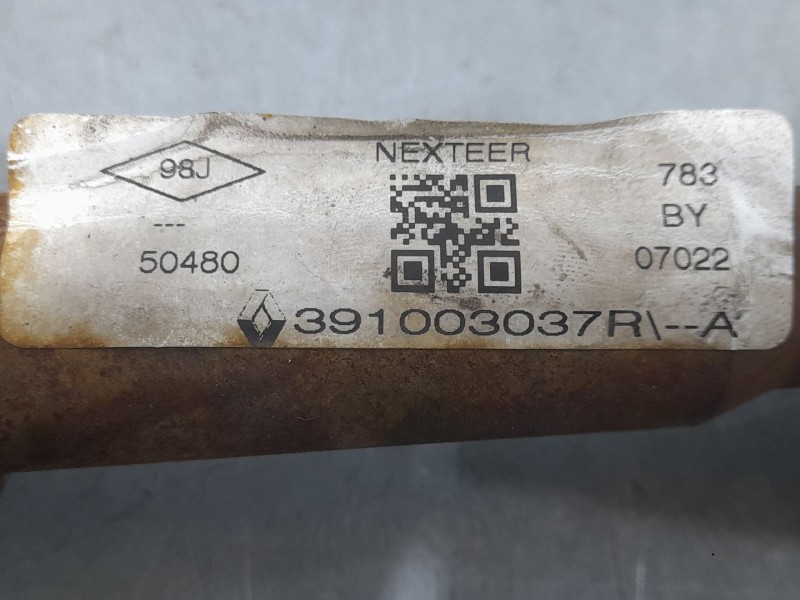 98J
NEXTEER
783
---
BY
50480
07022
391003037R\--A